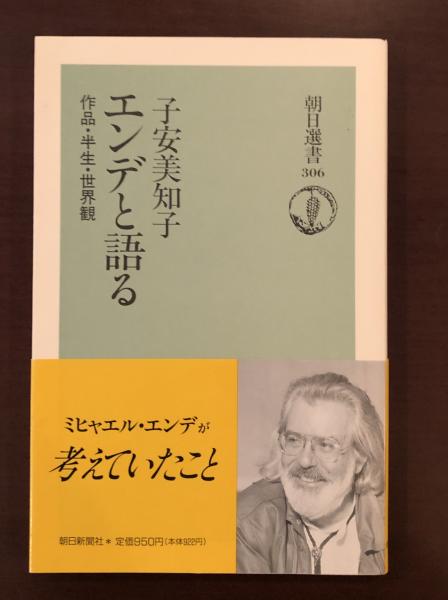 朝日選書
306
子安美知子
エンデと語る
作品・半生・世界観
ミヒャエル・エンデが
考えていたこと
朝日新聞社* 定価950円(本体922円)